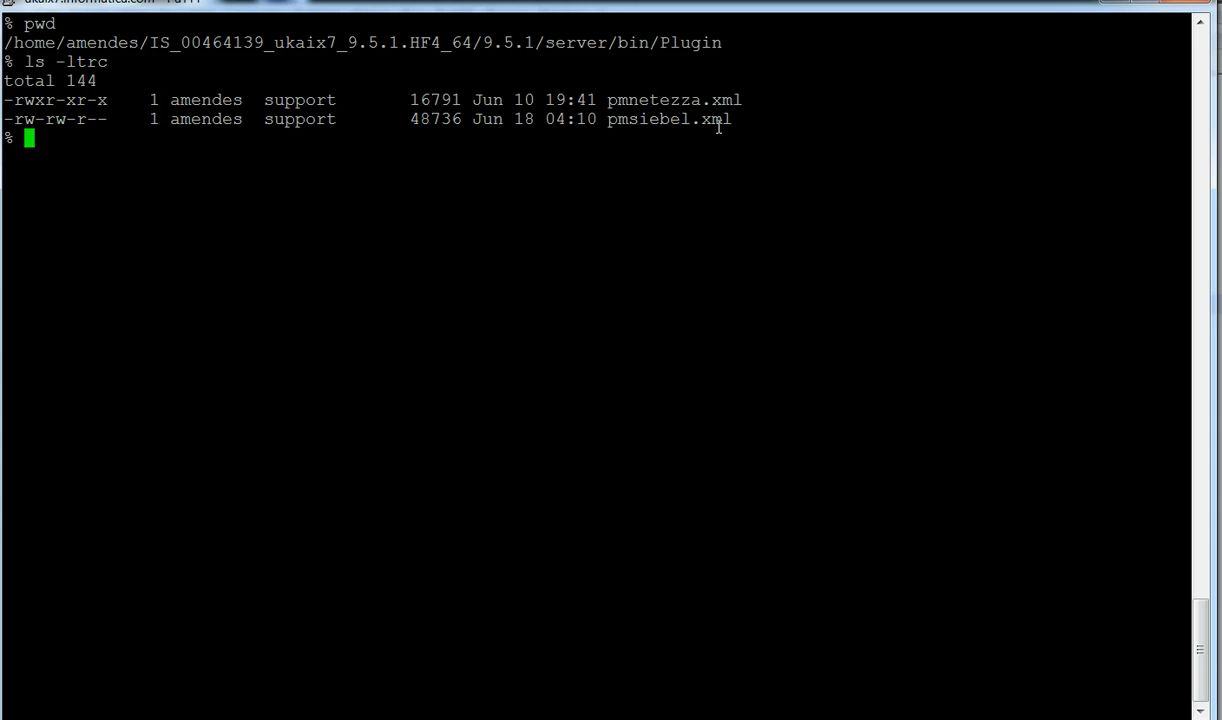 % pwd
/home/amendes/IS_00464139_ukaix7_9.5.1.HF4_64/9.5.1/server/bin/Plugin
% ls -ltrc
total 144
-rwxr-xr-x    1 amendes  support       16791 Jun 10 19:41 pmnetezza.xml
-rw-rw-r--    1 amendes  support       48736 Jun 18 04:10 pmsiebel.xml
%